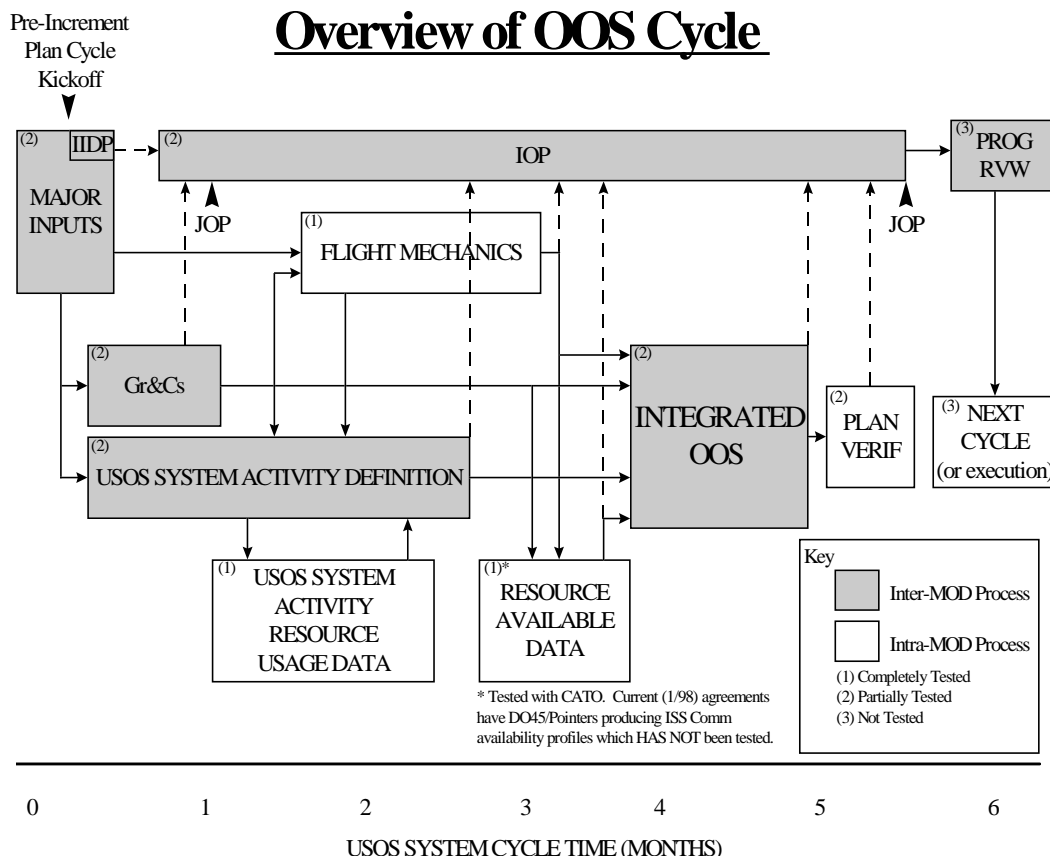 Overview of OOS Cycle
Pre-Increment
Plan Cycle
Kickoff
(2)
IIDP
MAJOR
INPUTS
(2)
IOP
(3)
PROG
RVW
JOP
JOP
(1)
FLIGHT MECHANICS
(2)
Gr&Cs
(2)
INTEGRATED
OOS
(2)
PLAN
VERIF
(3)
NEXT
CYCLE
(or execution)
(2)
USOS SYSTEM ACTIVITY DEFINITION
(1)
USOS SYSTEM
ACTIVITY
RESOURCE
USAGE DATA
(1)*
RESOURCE
AVAILABLE
DATA
* Tested with CATO. Current (1/98) agreements
have DO45/Pointers producing ISS Comm
availability profiles which HAS NOT been tested.
Key
Inter-MOD Process
Intra-MOD Process
(1) Completely Tested
(2) Partially Tested
(3) Not Tested
0 1 2 3 4 5 6
USOS SYSTEM CYCLE TIME (MONTHS)